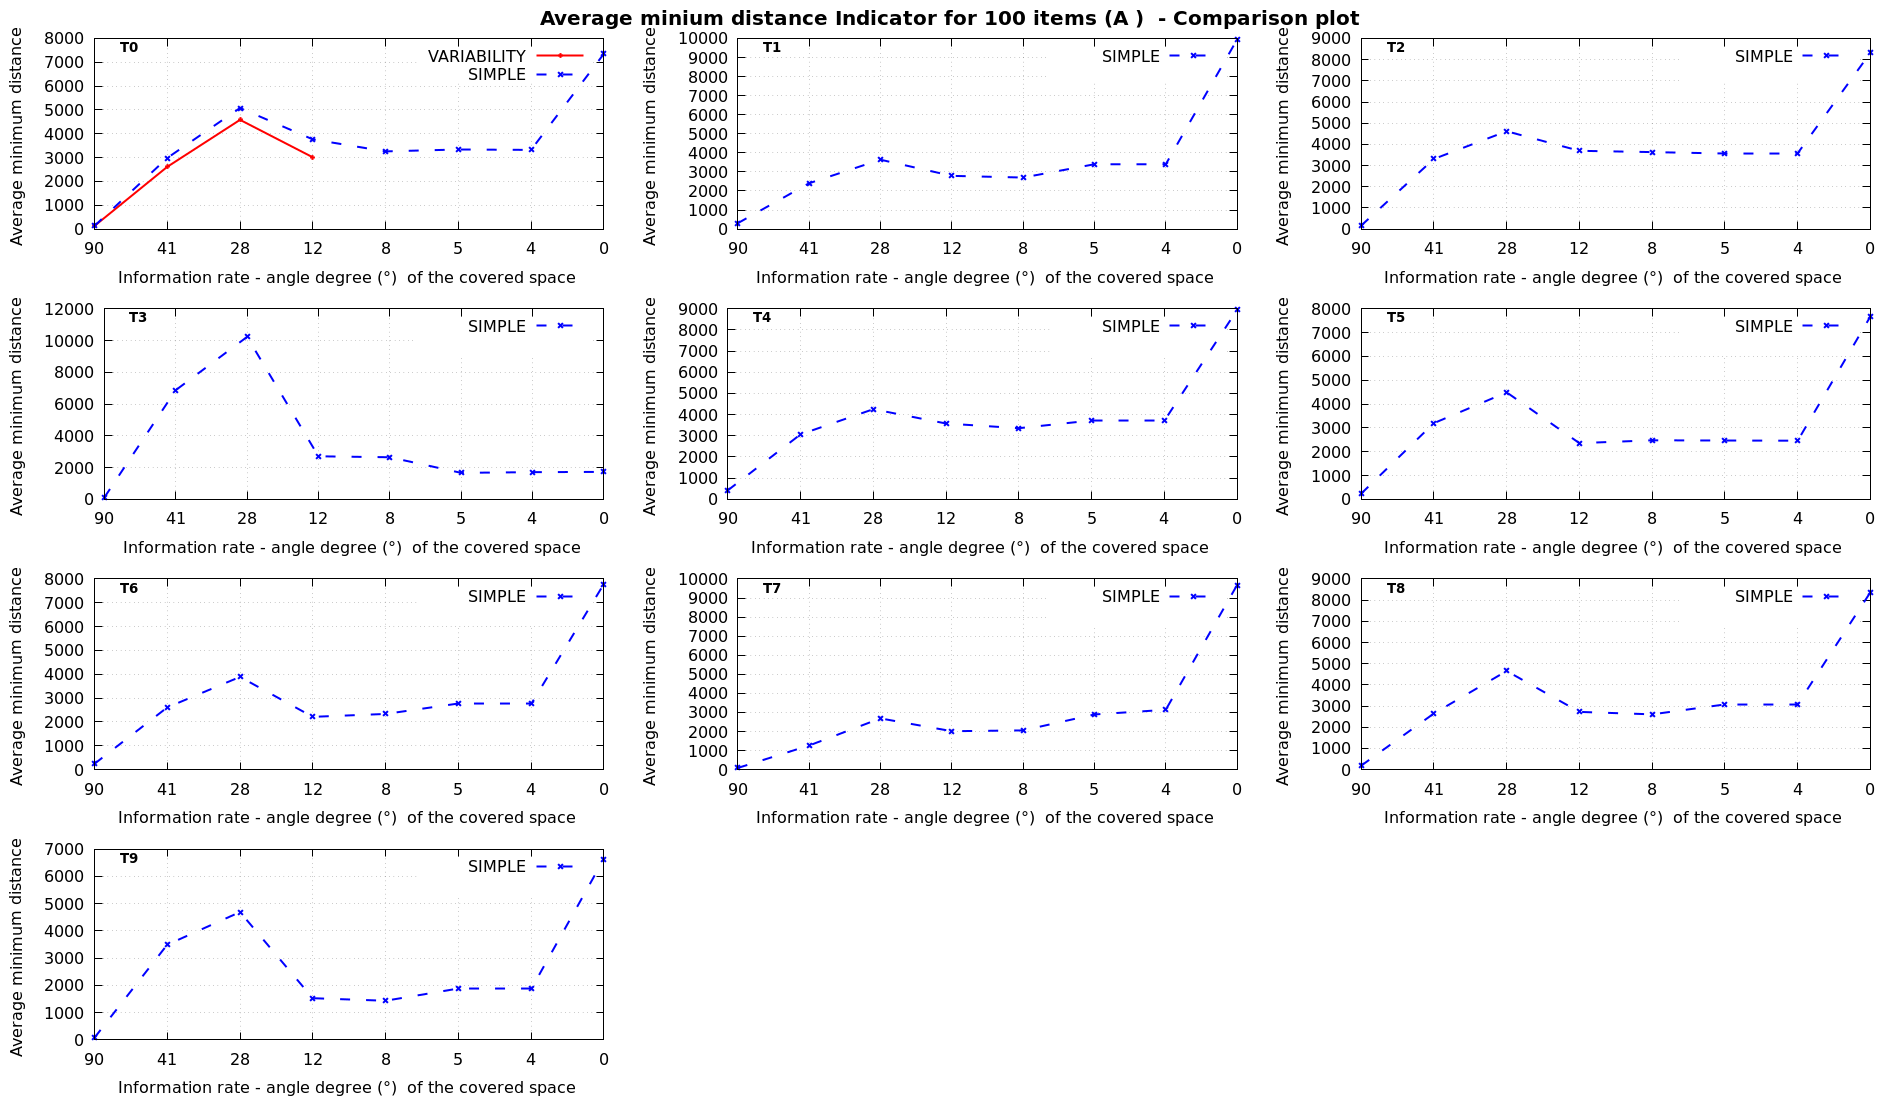 Average minium distance Indicator for 100 items (A )  - Comparison plot
Average minimum distance
8000
7000
6000
5000
4000
3000
2000
1000
0
T0
VARIABILITY
SIMPLE
90 41 28 12 8 5 4 0
Information rate - angle degree (°)  of the covered space
Average minimum distance
10000
9000
8000
7000
6000
5000
4000
3000
2000
1000
0
T1
SIMPLE
90 41 28 12 8 5 4 0
Information rate - angle degree (°)  of the covered space
Average minimum distance
9000
8000
7000
6000
5000
4000
3000
2000
1000
0
T2
SIMPLE
90 41 28 12 8 5 4 0
Information rate - angle degree (°)  of the covered space
Average minimum distance
12000
10000
8000
6000
4000
2000
0
T3
SIMPLE
90 41 28 12 8 5 4 0
Information rate - angle degree (°)  of the covered space
Average minimum distance
9000
8000
7000
6000
5000
4000
3000
2000
1000
0
T4
SIMPLE
90 41 28 12 8 5 4 0
Information rate - angle degree (°)  of the covered space
Average minimum distance
8000
7000
6000
5000
4000
3000
2000
1000
0
T5
SIMPLE
90 41 28 12 8 5 4 0
Information rate - angle degree (°)  of the covered space
Average minimum distance
8000
7000
6000
5000
4000
3000
2000
1000
0
T6
SIMPLE
90 41 28 12 8 5 4 0
Information rate - angle degree (°)  of the covered space
Average minimum distance
10000
9000
8000
7000
6000
5000
4000
3000
2000
1000
0
T7
SIMPLE
90 41 28 12 8 5 4 0
Information rate - angle degree (°)  of the covered space
Average minimum distance
9000
8000
7000
6000
5000
4000
3000
2000
1000
0
T8
SIMPLE
90 41 28 12 8 5 4 0
Information rate - angle degree (°)  of the covered space
Average minimum distance
7000
6000
5000
4000
3000
2000
1000
0
T9
SIMPLE
90 41 28 12 8 5 4 0
Information rate - angle degree (°)  of the covered space